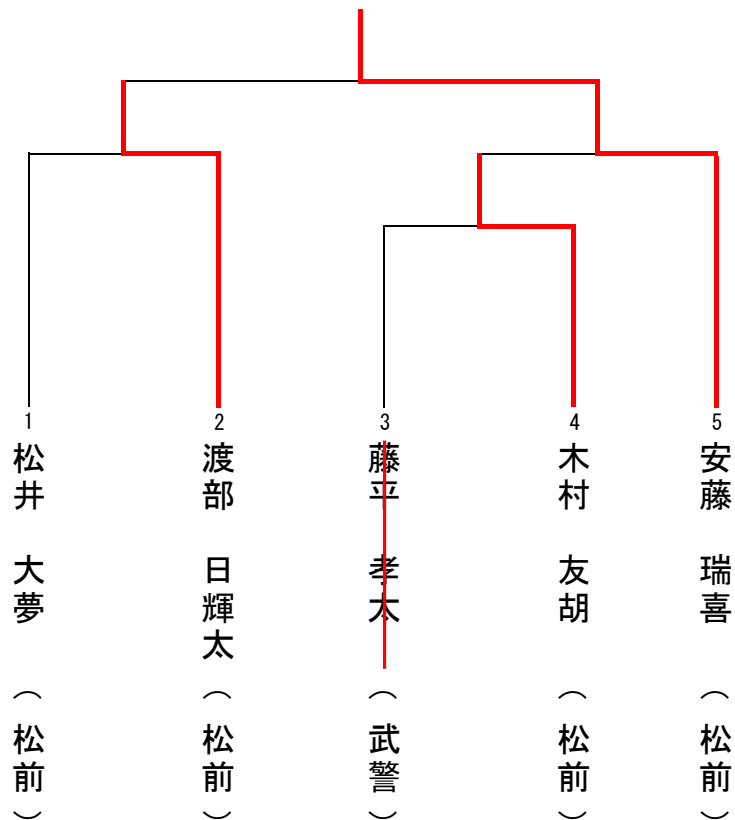 1
松井 大夢 （松前）
2
渡部 日輝太 （松前）
3
藤平 孝太 （武警）
4
木村 友胡 （松前）
5
安藤 瑞喜 （松前）